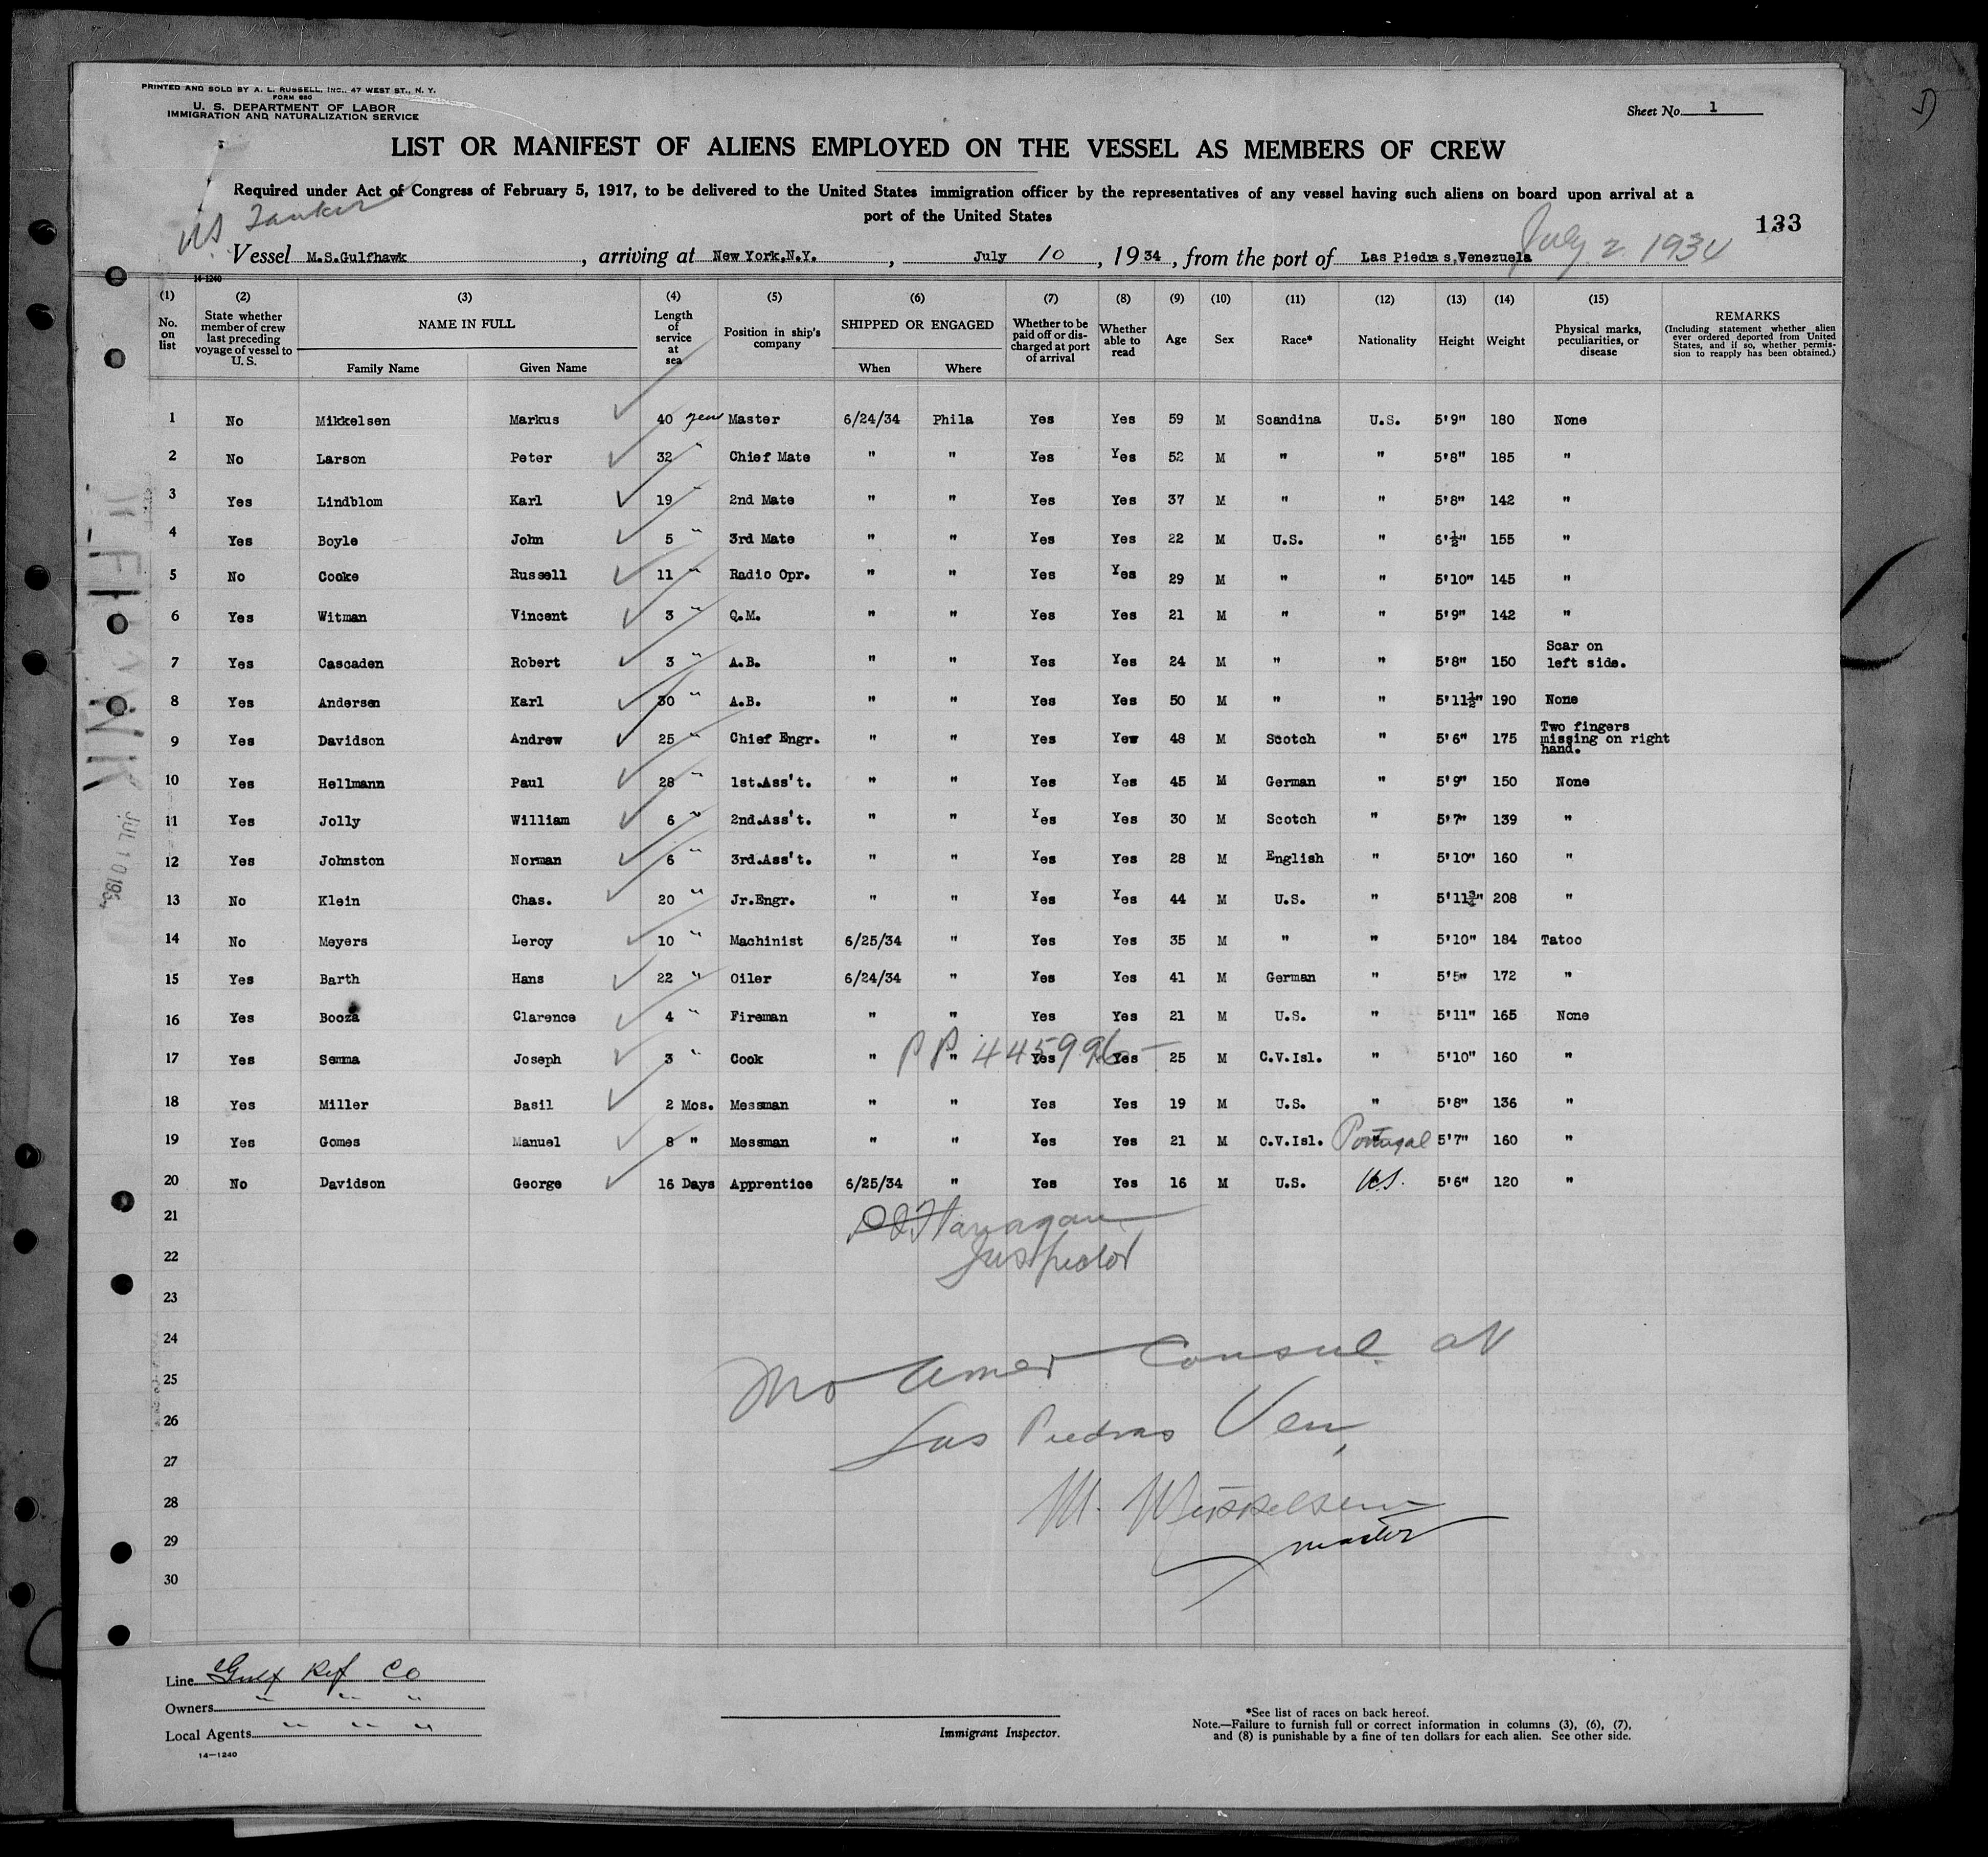 PRINTED AND SOLD BY A. L. RUSSELL, INC., 47 WEST ST., N. Y.
FORM 680
U. S. DEPARTMENT OF LABOR
IMMIGRATION AND NATURALIZATION SERVICE
Sheet No. 1
LIST OR MANIFEST OF ALIENS EMPLOYED ON THE VESSEL AS MEMBERS OF CREW
Required under Act of Congress of February 5, 1917, to be delivered to the United States immigration officer by the representatives of any vessel having such aliens on board upon arrival at a
port of the United States
133
US Tanker
July 2 1934
Vessel M.S.Gulfhawk, arriving at New York,N.Y., July 10, 1934, from the port of Las Piedras,Venezuela
14-1240
(1) No. on list (2) State whether member of crew last preceding voyage of vessel to U. S. (3) NAME IN FULL Family Name Given Name (4) Length of service at sea (5) Position in ship's company (6) SHIPPED OR ENGAGED When Where (7) Whether to be paid off or discharged at port of arrival (8) Whether able to read (9) Age (10) Sex (11) Race* (12) Nationality (13) Height (14) Weight (15) Physical marks, peculiarities, or disease REMARKS (Including statement whether alien ever ordered deported from United States, and if so, whether permission to reapply has been obtained.)
1 No Mikkelsen Markus 40 years Master 6/24/34 Phila Yes Yes 59 M Scandina U.S. 5'9" 180 None
2 No Larson Peter 32 " Chief Mate " " Yes Yes 52 M " " 5'8" 185 "
3 Yes Lindblom Karl 19 " 2nd Mate " " Yes Yes 37 M " " 5'8" 142 "
4 Yes Boyle John 5 " 3rd Mate " " Yes Yes 22 M U.S. " 6'½" 155 "
5 No Cooke Russell 11 " Radio Opr. " " Yes Yes 29 M " " 5'10" 145 "
6 Yes Witman Vincent 3 " Q.M. " " Yes Yes 21 M " " 5'9" 142 "
7 Yes Cascaden Robert 3 " A.B. " " Yes Yes 24 M " " 5'8" 150 Scar on left side.
8 Yes Andersen Karl 30 " A.B. " " Yes Yes 50 M " " 5'11½" 190 None
9 Yes Davidson Andrew 25 " Chief Engr. " " Yes Yew 48 M Scotch " 5'6" 175 Two fingers missing on right hand.
10 Yes Hellmann Paul 28 " 1st.Ass't. " " Yes Yes 45 M German " 5'9" 150 None
11 Yes Jolly William 6 " 2nd.Ass't. " " Yes Yes 30 M Scotch " 5'7" 139 "
12 Yes Johnston Norman 6 " 3rd.Ass't. " " Yes Yes 28 M English " 5'10" 160 "
13 No Klein Chas. 20 " Jr.Engr. " " Yes Yes 44 M U.S. " 5'11¾" 208 "
14 No Meyers Leroy 10 " Machinist 6/25/34 " Yes Yes 35 M " " 5'10" 184 Tatoo
15 Yes Barth Hans 22 " Oiler 6/24/34 " Yes Yes 41 M German " 5'5" 172 "
16 Yes Booza Clarence 4 " Fireman " " Yes Yes 21 M U.S. " 5'11" 165 None
17 Yes Semma Joseph 3 " Cook " " Yes Yes 25 M C.V.Isl. " 5'10" 160 "
PP 445996
18 Yes Miller Basil 2 Mos. Messman " " Yes Yes 19 M U.S. " 5'8" 136 "
19 Yes Gomes Manuel 8 " Messman " " Yes Yes 21 M C.V.Isl. Portugal 5'7" 160 "
20 No Davidson George 16 Days Apprentice 6/25/34 " Yes Yes 16 M U.S. U.S. 5'6" 120 "
21 Flanagan
22 Inspector
23
24 No Amer Consul at
25
26 Las Piedras Ven,
27
28 M. Mikkelsen
29 master
30
JUL 10 193
Line Gulf Ref Co
Owners " " "
Local Agents " " "
14-1240
Immigrant Inspector.
*See list of races on back hereof.
Note.—Failure to furnish full or correct information in columns (3), (6), (7),
and (8) is punishable by a fine of ten dollars for each alien. See other side.